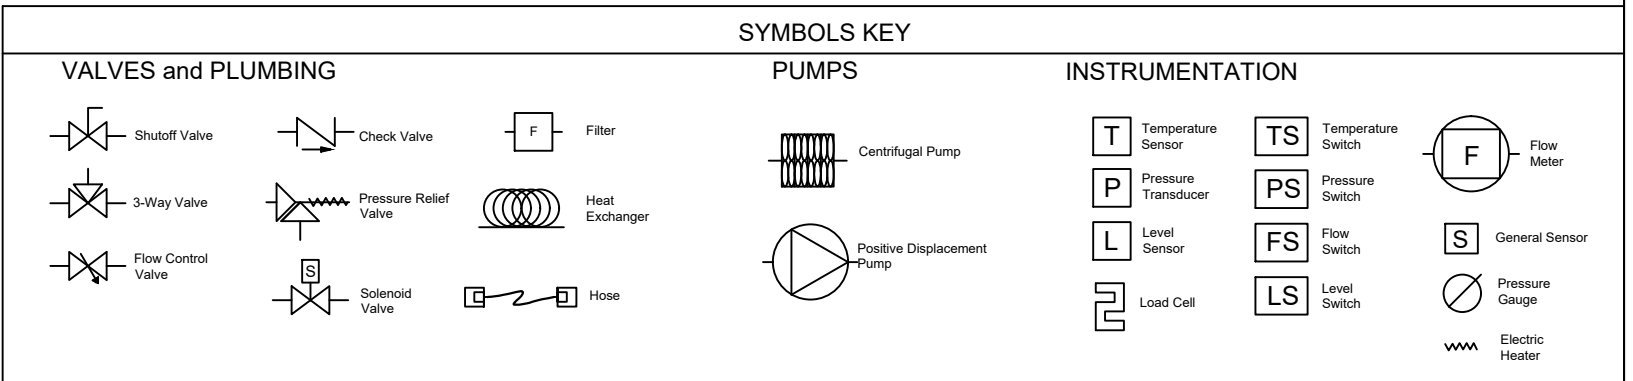 SYMBOLS KEY
VALVES and PLUMBING
Shutoff Valve
3-Way Valve
Flow Control
Valve
Check Valve
Pressure Relief
Valve
S
Solenoid
Valve
F
Filter
Heat
Exchanger
Hose
PUMPS
Centrifugal Pump
Positive Displacement
Pump
INSTRUMENTATION
T
Temperature
Sensor
P
Pressure
Transducer
L
Level
Sensor
Load Cell
TS
Temperature
Switch
PS
Pressure
Switch
FS
Flow
Switch
LS
Level
Switch
F
Flow
Meter
S
General Sensor
Pressure
Gauge
Electric
Heater